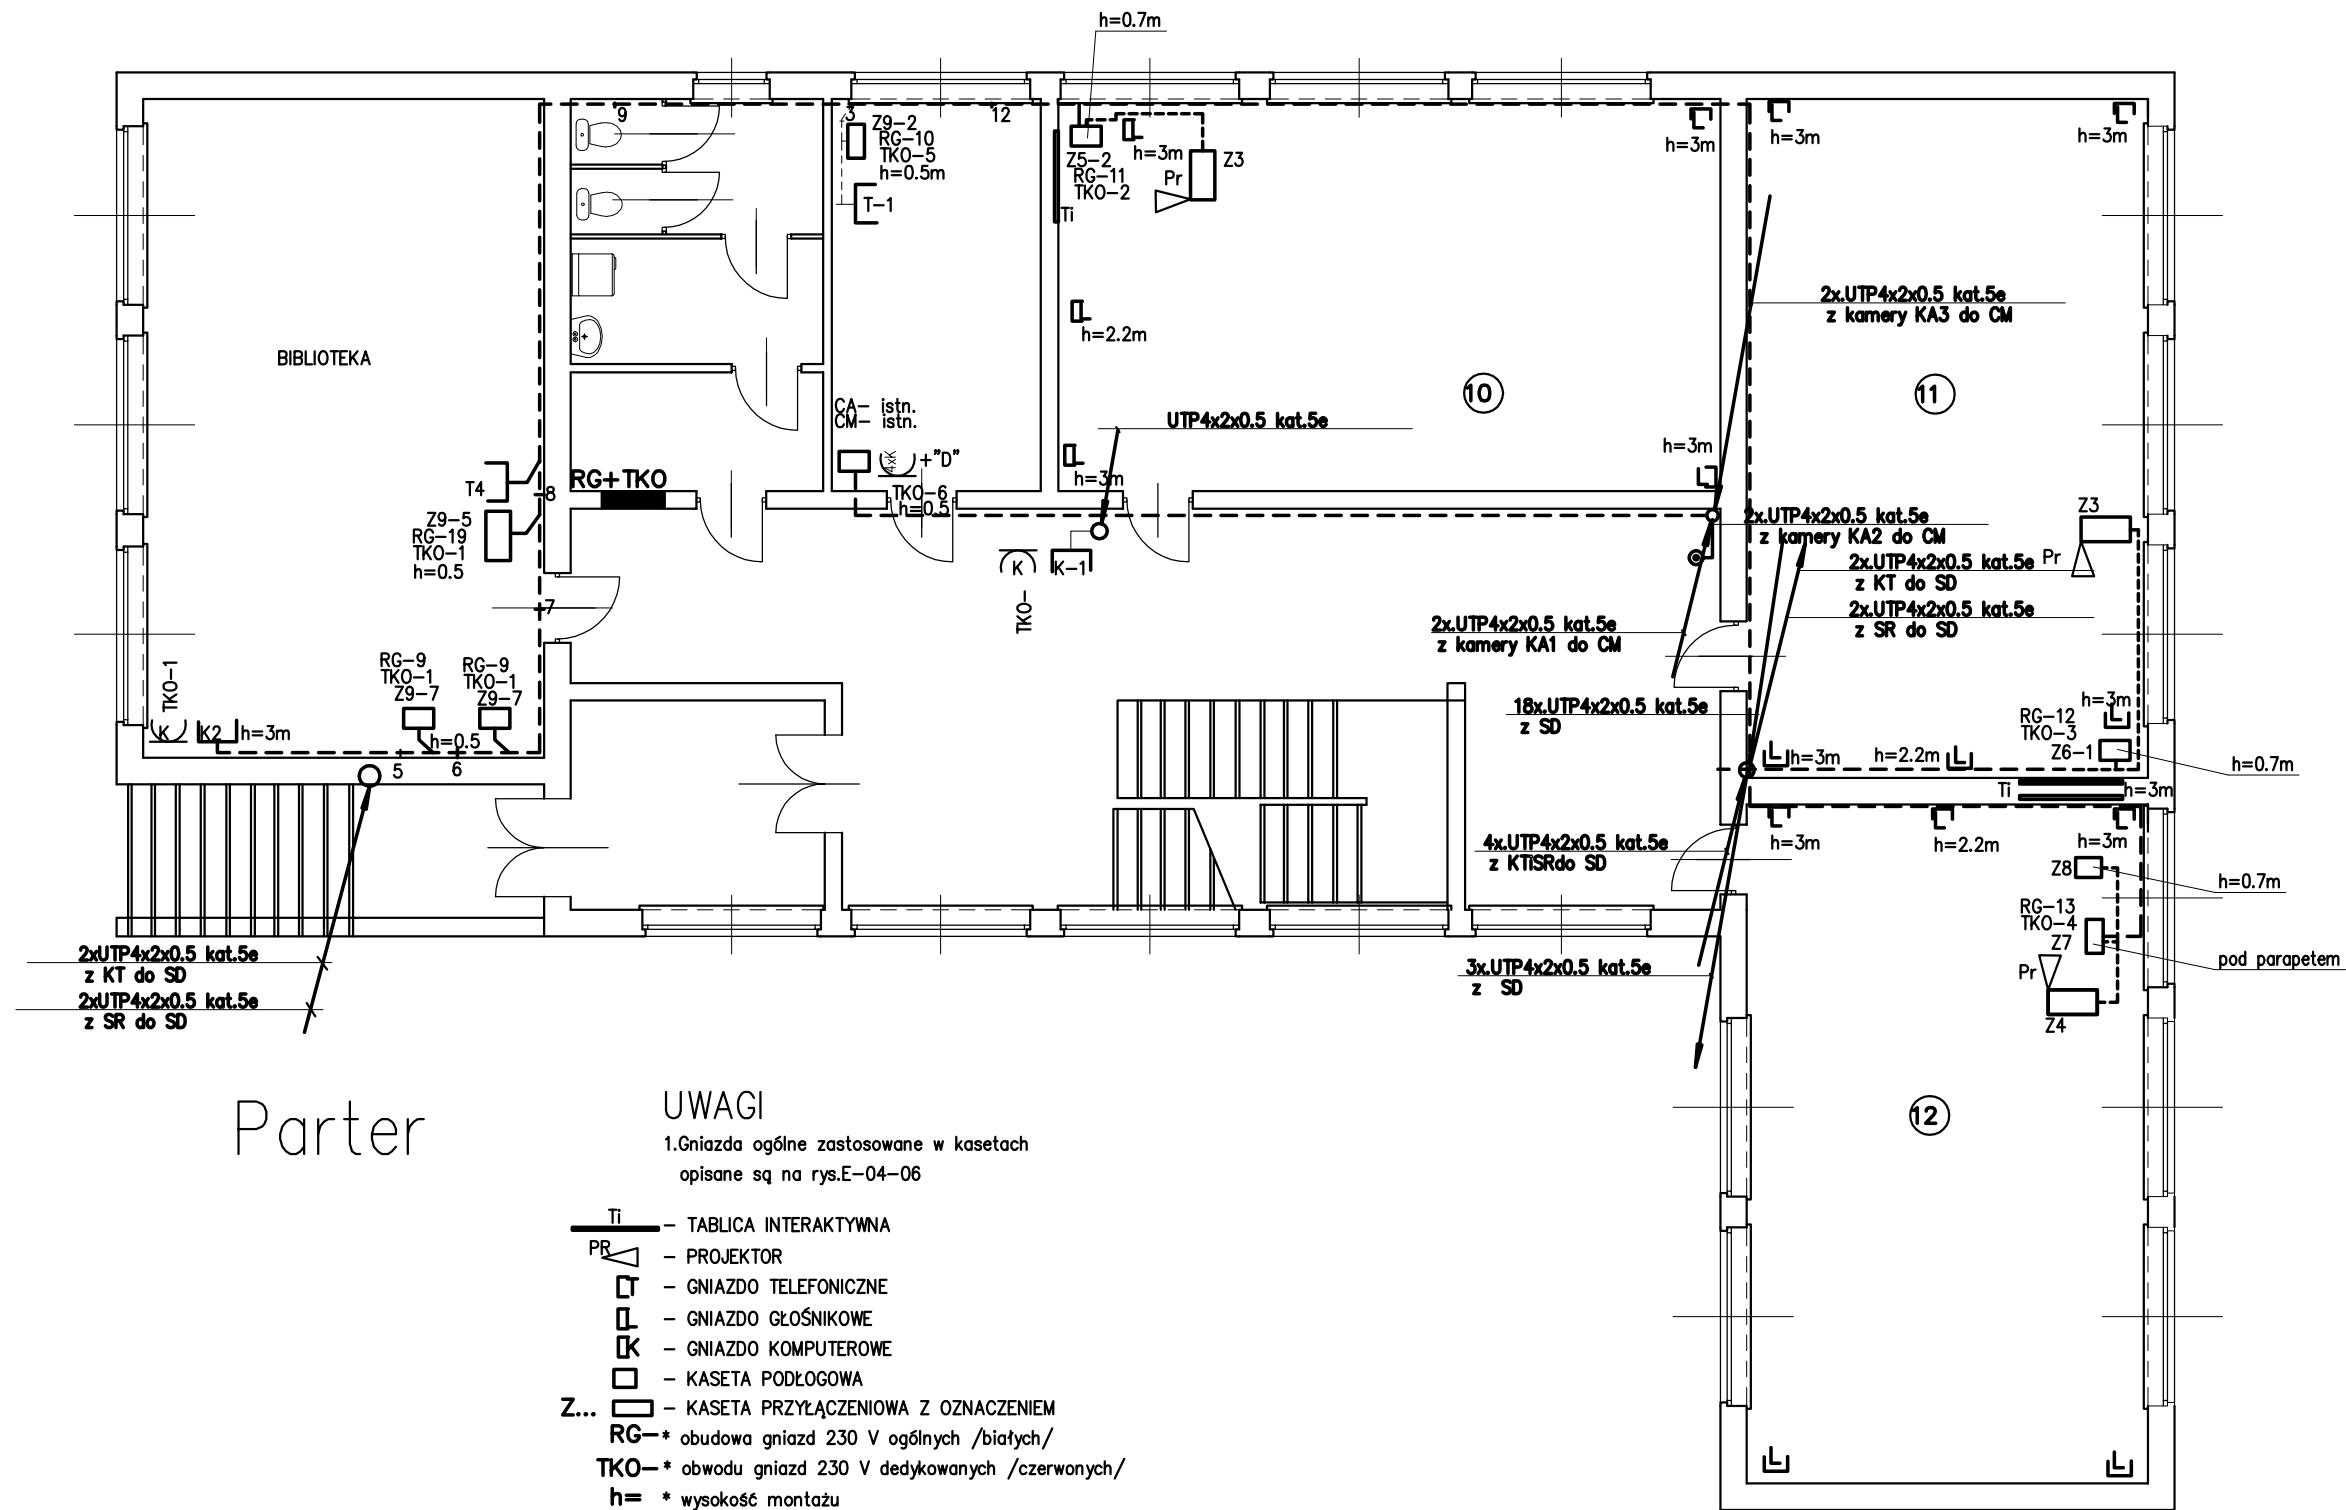 h=0.7m
9
3
12
Z9-2
RG-10
TKO-5
h=0.5m
T-1
Z5-2
RG-11
TKO-2
h=3m
Pr
Z3
Ti
h=3m
h=3m
h=3m
2x.UTP4x2x0.5 kat.5e
z kamery KA3 do CM
h=2.2m
BIBLIOTEKA
10
11
CA- istn.
CM- istn.
UTP4x2x0.5 kat.5e
4xK
+"D"
h=3m
h=3m
T4
RG+TKO
8
TKO-6
h=0.5
Z9-5
RG-19
TKO-1
h=0.5
Z3
2x.UTP4x2x0.5 kat.5e
z kamery KA2 do CM
Pr
2x.UTP4x2x0.5 kat.5e
z KT do SD
K
K-1
TKO-
7
2x.UTP4x2x0.5 kat.5e
z SR do SD
2x.UTP4x2x0.5 kat.5e
z kamery KA1 do CM
TKO-1
RG-9
TKO-1
Z9-7
RG-9
TKO-1
Z9-7
K
K2
h=3m
h=0.5
5
6
18x.UTP4x2x0.5 kat.5e
z SD
h=3m
RG-12
TKO-3
Z6-1
h=3m
h=2.2m
h=0.7m
Ti
h=3m
h=3m
h=2.2m
h=3m
4x.UTP4x2x0.5 kat.5e
z KTiSRdo SD
Z8
h=0.7m
RG-13
TKO-4
Z7
pod parapetem
Pr
Z4
2xUTP4x2x0.5 kat.5e
z KT do SD
2xUTP4x2x0.5 kat.5e
z SR do SD
3x.UTP4x2x0.5 kat.5e
z SD
12
Parter
UWAGI
1.Gniazda ogólne zastosowane w kasetach
opisane są na rys.E-04-06
Ti - TABLICA INTERAKTYWNA
PR - PROJEKTOR
T - GNIAZDO TELEFONICZNE
L - GNIAZDO GŁOŚNIKOWE
K - GNIAZDO KOMPUTEROWE
- KASETA PODŁOGOWA
Z... - KASETA PRZYŁĄCZENIOWA Z OZNACZENIEM
RG-* obudowa gniazd 230 V ogólnych /białych/
TKO-* obwodu gniazd 230 V dedykowanych /czerwonych/
h= * wysokość montażu